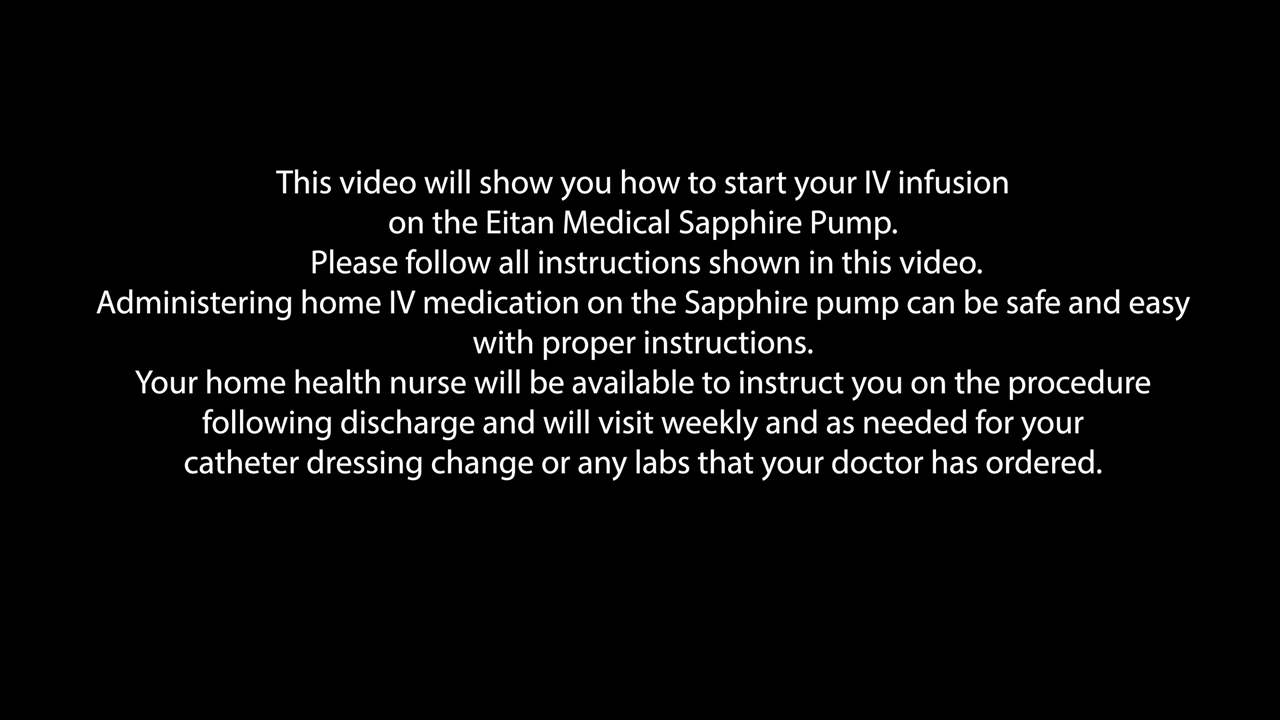 This video will show you how to start your IV infusion
on the Eitan Medical Sapphire Pump.
Please follow all instructions shown in this video.
Administering home IV medication on the Sapphire pump can be safe and easy
with proper instructions.
Your home health nurse will be available to instruct you on the procedure
following discharge and will visit weekly and as needed for your
catheter dressing change or any labs that your doctor has ordered.